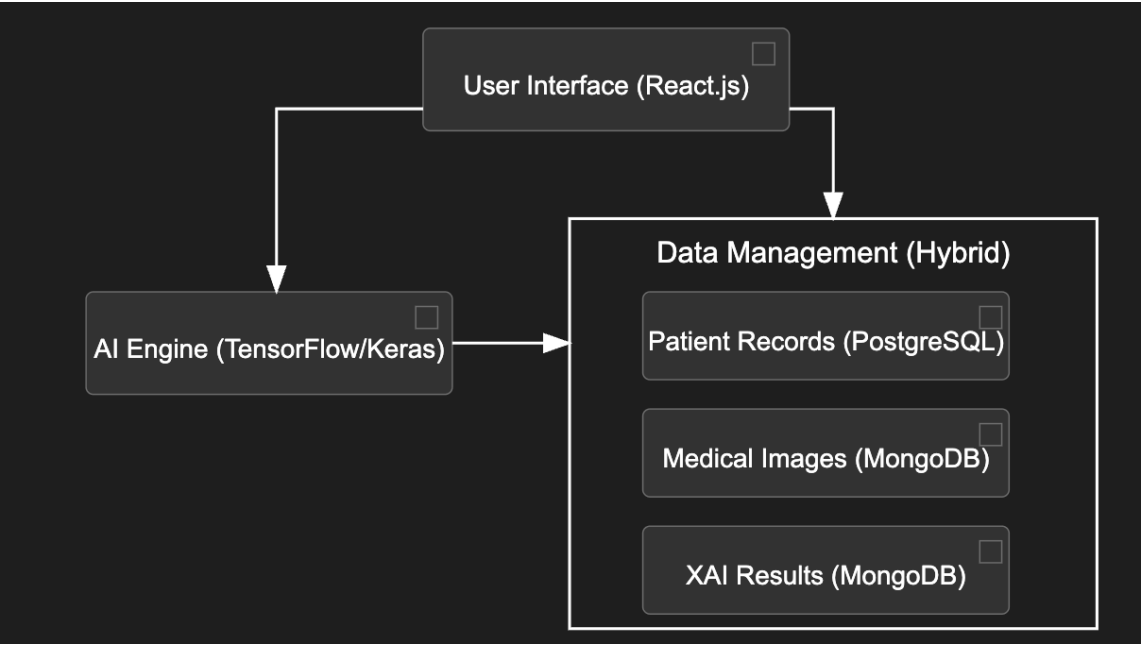 User Interface (React.js)
Data Management (Hybrid)
AI Engine (TensorFlow/Keras)
Patient Records (PostgreSQL)
Medical Images (MongoDB)
XAI Results (MongoDB)